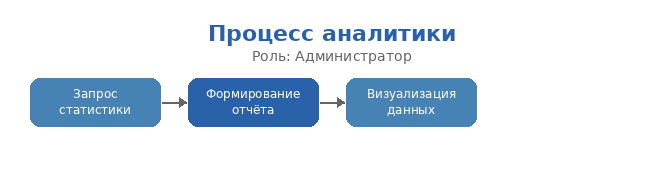 Процесс аналитики
Роль: Администратор
Запрос
статистики
Формирование
отчёта
Визуализация
данных